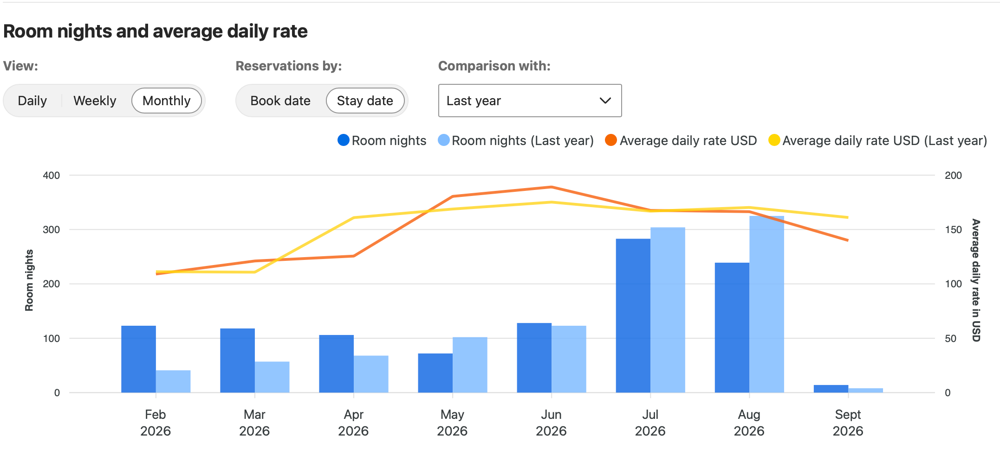 Room nights and average daily rate
View:
Reservations by:
Comparison with:
Daily Weekly Monthly
Book date Stay date
Last year
Room nights Room nights (Last year) Average daily rate USD Average daily rate USD (Last year)
400
300
200
100
0
Room nights
200
150
100
50
0
Average daily rate in USD
Feb 2026
Mar 2026
Apr 2026
May 2026
Jun 2026
Jul 2026
Aug 2026
Sept 2026